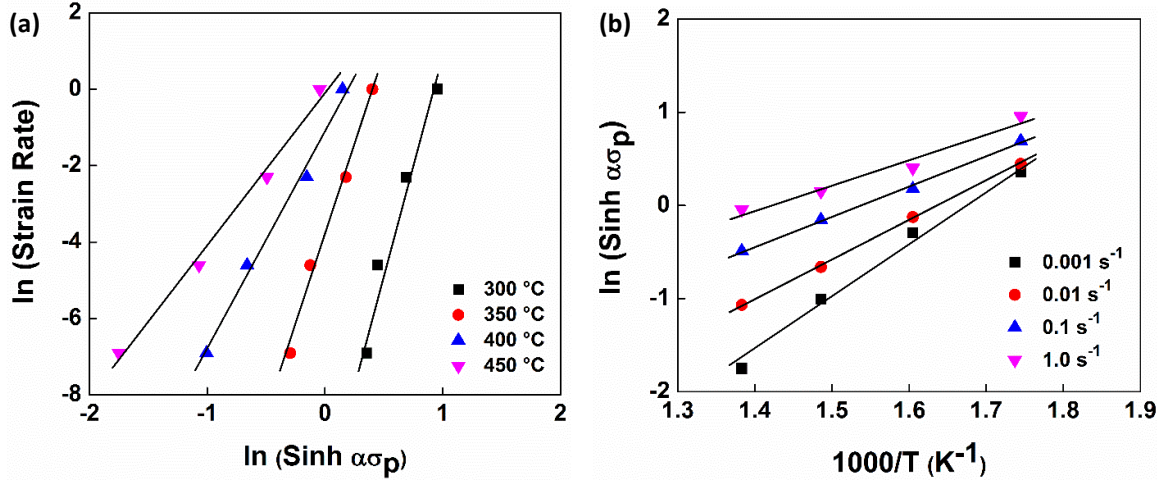 (a)
2
0
-2
-4
-6
-8
ln (Strain Rate)
300 °C
350 °C
400 °C
450 °C
-2 -1 0 1 2
ln (Sinh ασp)
(b)
2
1
0
-1
-2
ln (Sinh ασp)
0.001 s-1
0.01 s-1
0.1 s-1
1.0 s-1
1.3 1.4 1.5 1.6 1.7 1.8 1.9
1000/T (K-1)